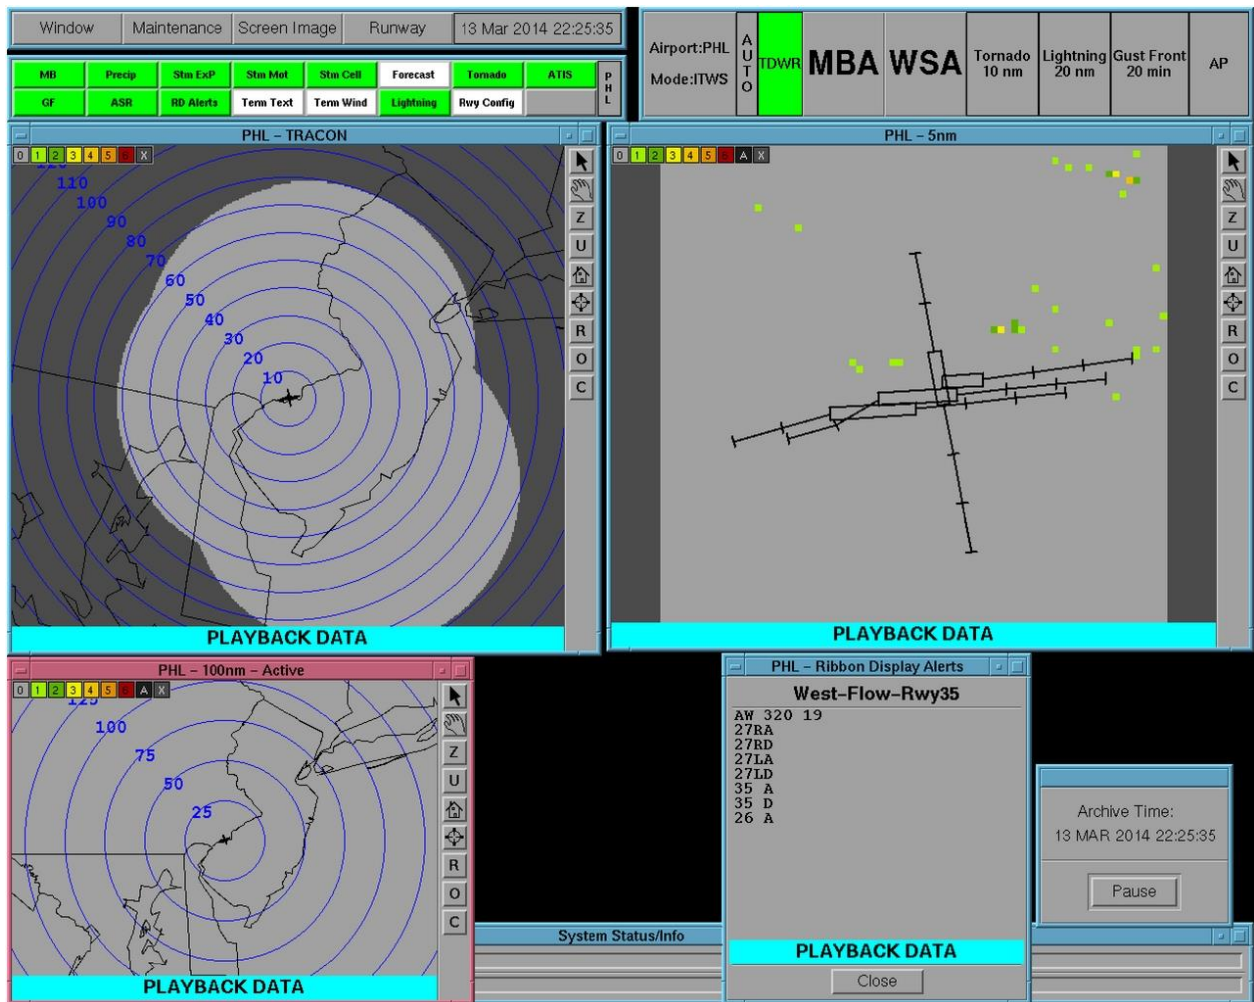 Window Maintenance Screen Image Runway 13 Mar 2014 22:25:35
MB Precip Stm ExP Stm Mot Stm Cell Forecast Tornado ATIS
GF ASR RD Alerts Term Text Term Wind Lightning Rwy Config
PHL
Airport:PHL
Mode:ITWS
AUTO
TDWR
MBA
WSA
Tornado
10 nm
Lightning
20 nm
Gust Front
20 min
AP
PHL – TRACON
0 1 2 3 4 5 6 X
120
110
100
90
80
70
60
50
40
30
20
10
Z
U
R
O
C
PLAYBACK DATA
PHL – 5nm
0 1 2 3 4 5 6 A X
Z
U
R
O
C
PLAYBACK DATA
PHL – 100nm – Active
0 1 2 3 4 5 6 A X
125
100
75
50
25
Z
U
R
O
C
PLAYBACK DATA
PHL – Ribbon Display Alerts
West–Flow–Rwy35
AW 320 19
27RA
27RD
27LA
27LD
35 A
35 D
26 A
PLAYBACK DATA
Close
Archive Time:
13 MAR 2014 22:25:35
Pause
System Status/Info